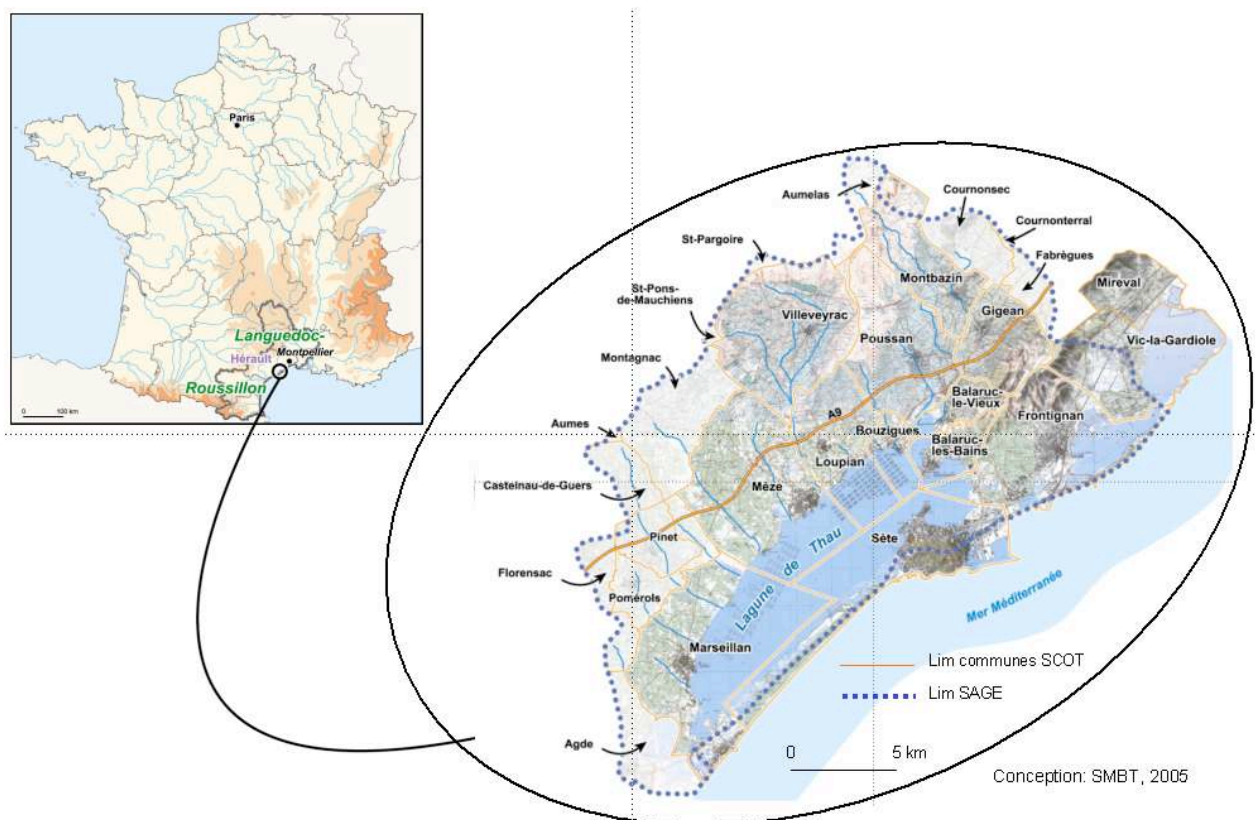 Paris
Languedoc-
Hérault
Montpellier
Roussillon
0 100 km
Aumelas
Cournonsec
Cournonterral
St-Pargoire
Fabrègues
Montbazin
Mireval
St-Pons-
de-Mauchiens
Villeveyrac
Gigean
Poussan
Vic-la-Gardiole
Montagnac
Balaruc-
le-Vieux
A9
Frontignan
Aumes
Bouzigues
Balaruc-
les-Bains
Loupian
Castelnau-de-Guers
Mèze
Pinet
Sète
Florensac
Lagune de Thau
Pomérols
Mer Méditerranée
Marseillan
Lim communes SCOT
Lim SAGE
Agde
0 5 km
Conception: SMBT, 2005